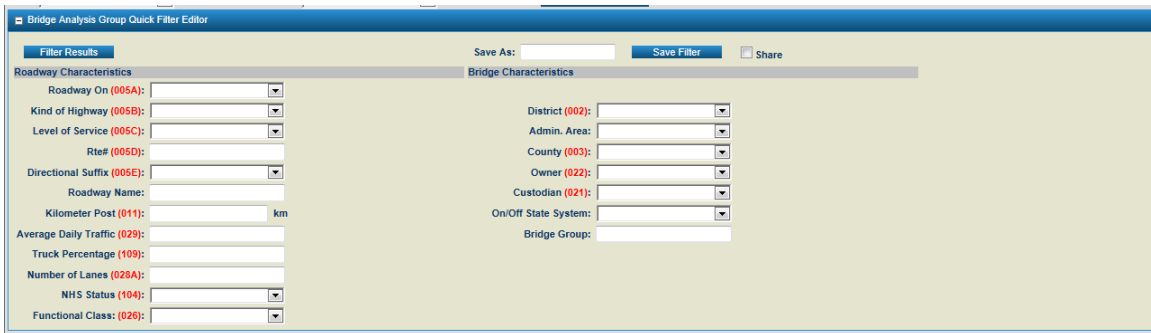 Bridge Analysis Group Quick Filter Editor
Filter Results Save As: Save Filter Share
Roadway Characteristics Bridge Characteristics
Roadway On (005A):
Kind of Highway (005B): District (002):
Level of Service (005C): Admin. Area:
Rte# (005D): County (003):
Directional Suffix (005E): Owner (022):
Roadway Name: Custodian (021):
Kilometer Post (011): km On/Off State System:
Average Daily Traffic (029): Bridge Group:
Truck Percentage (109):
Number of Lanes (028A):
NHS Status (104):
Functional Class: (026):